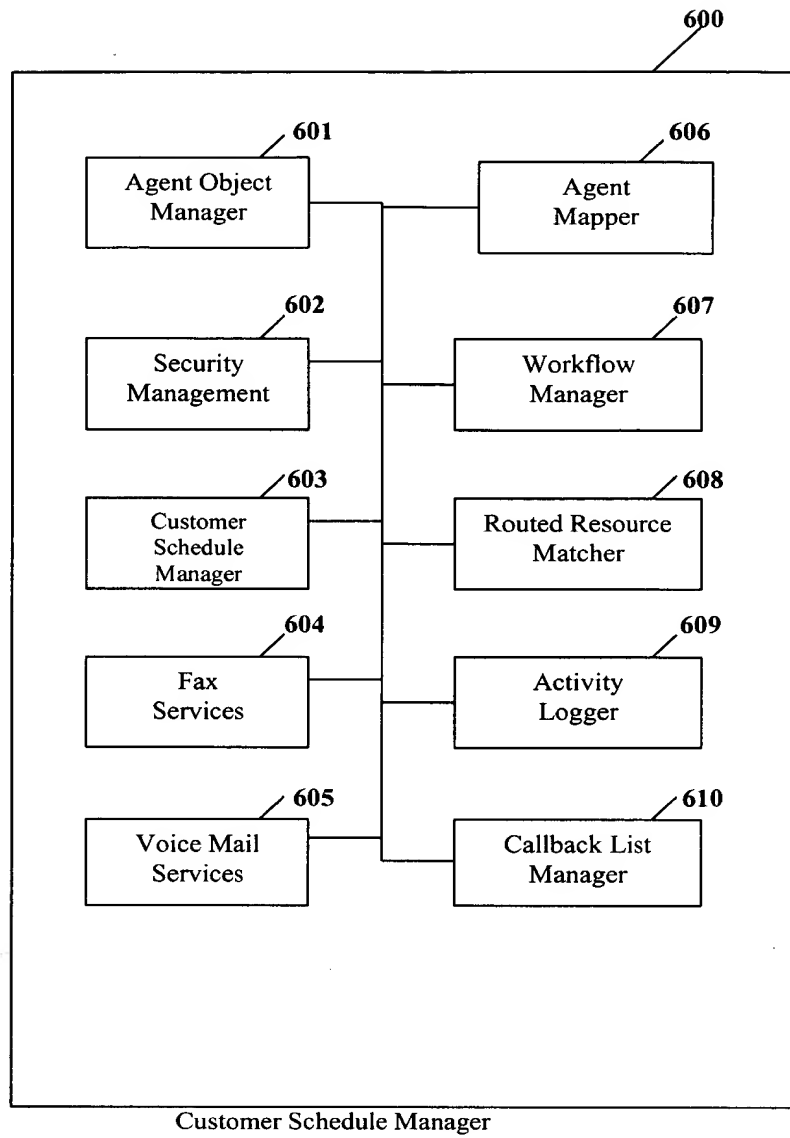 600
601
Agent Object
Manager
606
Agent
Mapper
602
Security
Management
607
Workflow
Manager
603
Customer
Schedule
Manager
608
Routed Resource
Matcher
604
Fax
Services
609
Activity
Logger
605
Voice Mail
Services
610
Callback List
Manager
Customer Schedule Manager